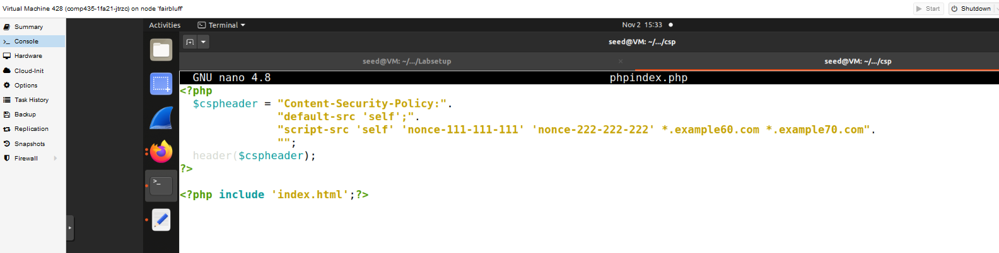 Virtual Machine 428 (comp435-1fa21-jtrzc) on node 'fairbluff'
Start
Shutdown
Summary
Console
Hardware
Cloud-Init
Options
Task History
Backup
Replication
Snapshots
Firewall
Activities
Terminal
Nov 2 15:33
seed@VM: ~/.../csp
seed@VM: ~/.../Labsetup
seed@VM: ~/.../csp
GNU nano 4.8 phpindex.php
<?php
$cspheader = "Content-Security-Policy:".
"default-src 'self';".
"script-src 'self' 'nonce-111-111-111' 'nonce-222-222-222' *.example60.com *.example70.com".
"";
header($cspheader);
?>
<?php include 'index.html';?>